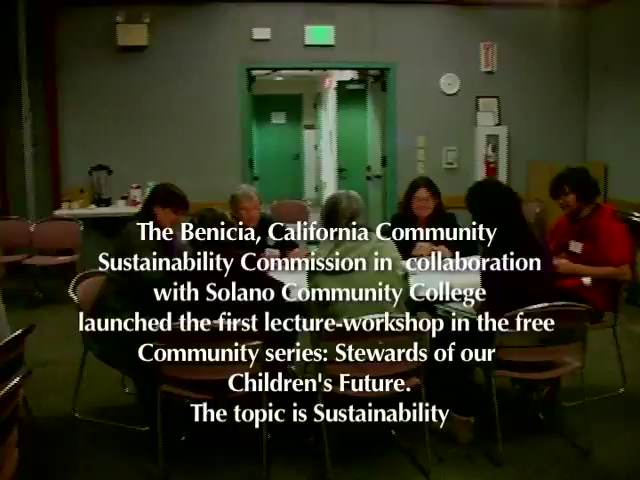 The Benicia, California Community
Sustainability Commission in collaboration
with Solano Community College
launched the first lecture-workshop in the free
Community series: Stewards of our
Children's Future.
The topic is Sustainability